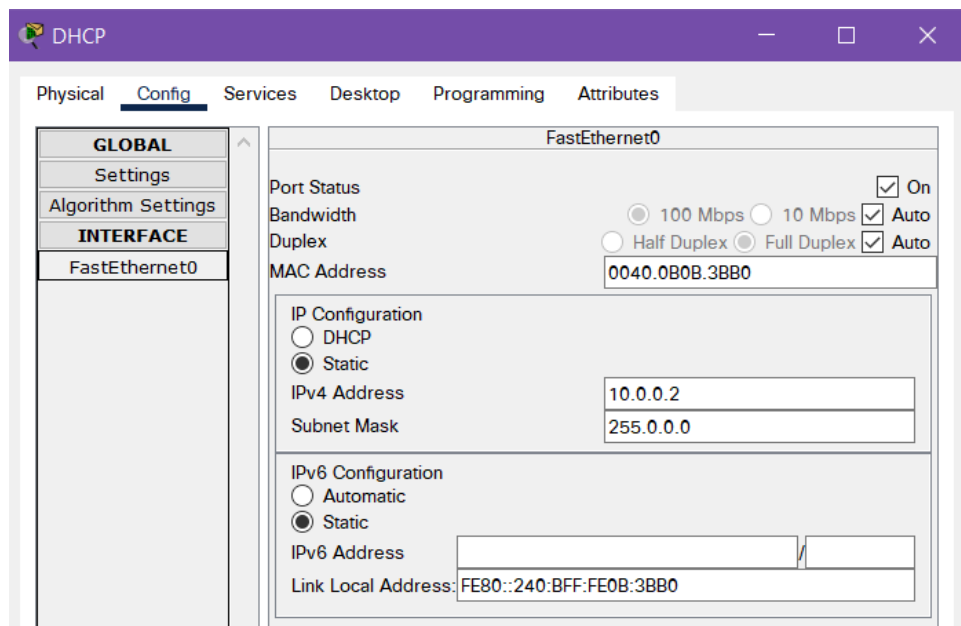 DHCP
Physical Config Services Desktop Programming Attributes
GLOBAL
Settings
Algorithm Settings
INTERFACE
FastEthernet0
FastEthernet0
Port Status On
Bandwidth 100 Mbps 10 Mbps Auto
Duplex Half Duplex Full Duplex Auto
MAC Address 0040.0B0B.3BB0
IP Configuration
DHCP
Static
IPv4 Address 10.0.0.2
Subnet Mask 255.0.0.0
IPv6 Configuration
Automatic
Static
IPv6 Address /
Link Local Address: FE80::240:BFF:FE0B:3BB0